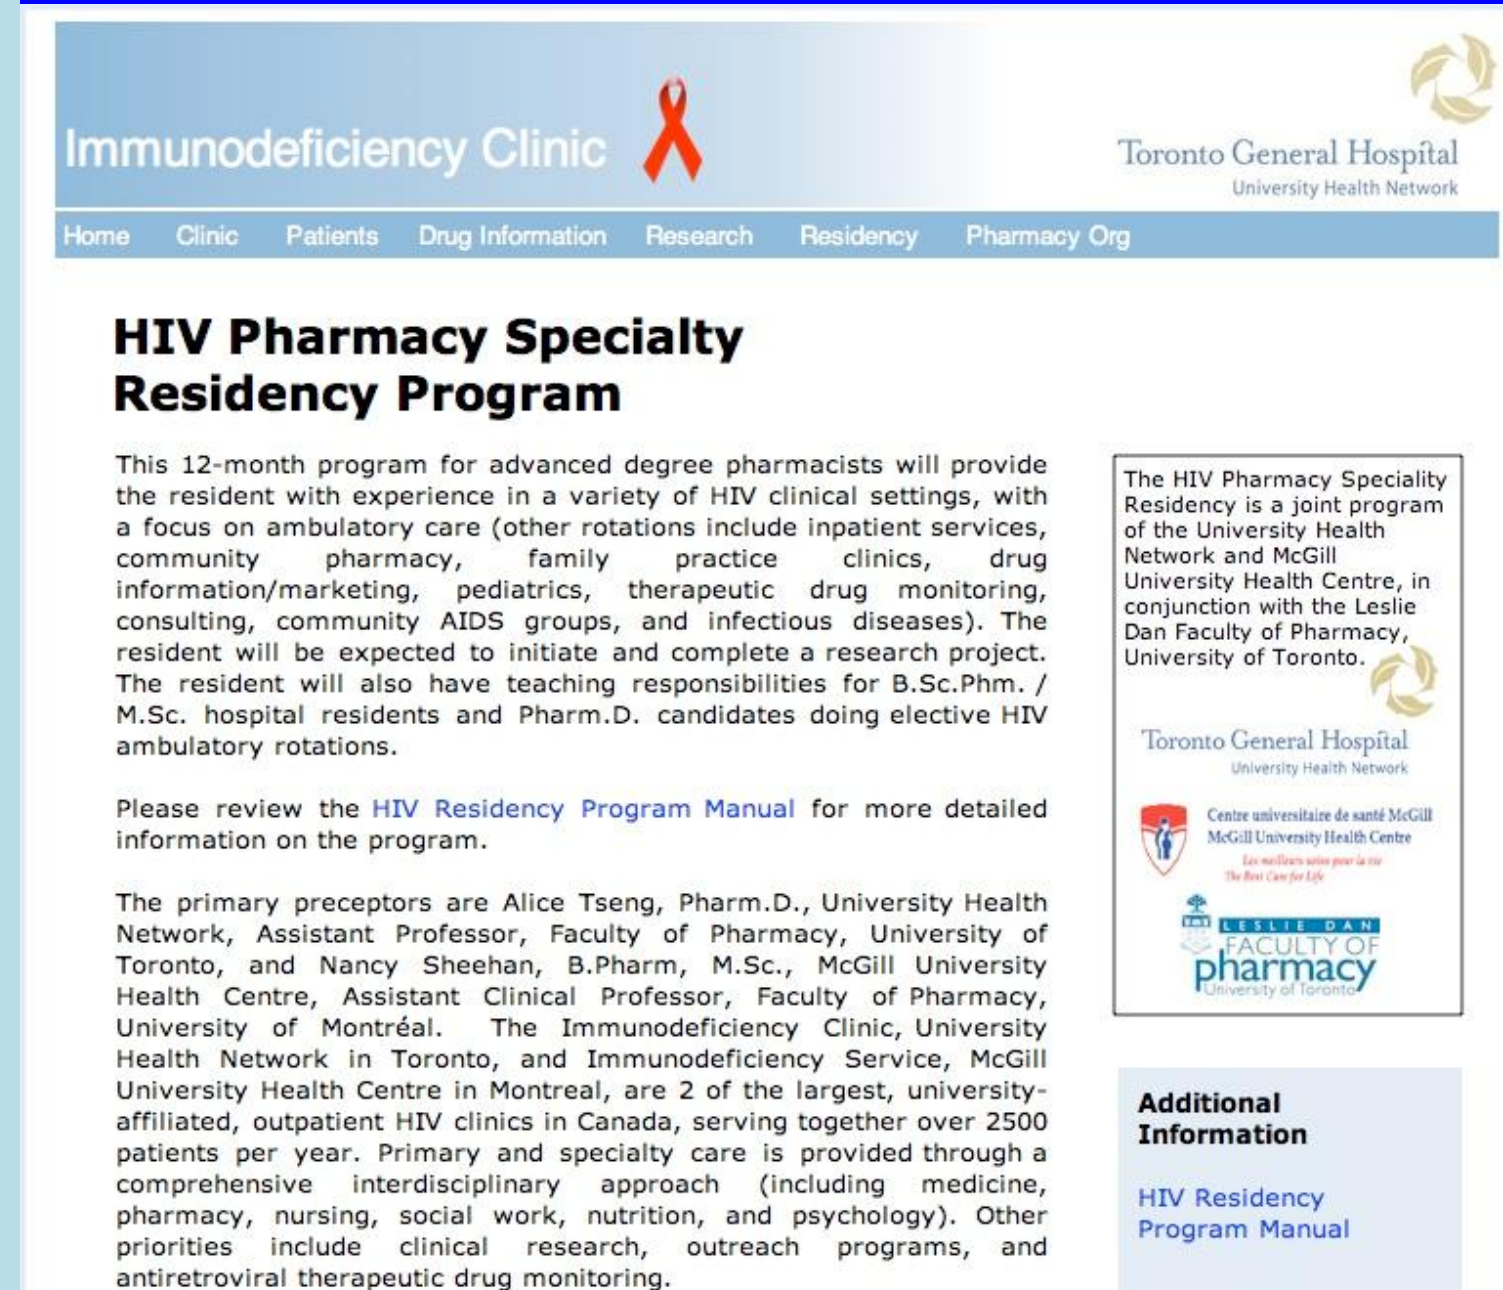 Immunodeficiency Clinic
Toronto General Hospital
University Health Network
Home Clinic Patients Drug Information Research Residency Pharmacy Org
HIV Pharmacy Specialty
Residency Program
This 12-month program for advanced degree pharmacists will provide
the resident with experience in a variety of HIV clinical settings, with
a focus on ambulatory care (other rotations include inpatient services,
community pharmacy, family practice clinics, drug
information/marketing, pediatrics, therapeutic drug monitoring,
consulting, community AIDS groups, and infectious diseases). The
resident will be expected to initiate and complete a research project.
The resident will also have teaching responsibilities for B.Sc.Phm. /
M.Sc. hospital residents and Pharm.D. candidates doing elective HIV
ambulatory rotations.
Please review the HIV Residency Program Manual for more detailed
information on the program.
The primary preceptors are Alice Tseng, Pharm.D., University Health
Network, Assistant Professor, Faculty of Pharmacy, University of
Toronto, and Nancy Sheehan, B.Pharm, M.Sc., McGill University
Health Centre, Assistant Clinical Professor, Faculty of Pharmacy,
University of Montréal. The Immunodeficiency Clinic, University
Health Network in Toronto, and Immunodeficiency Service, McGill
University Health Centre in Montreal, are 2 of the largest, university-
affiliated, outpatient HIV clinics in Canada, serving together over 2500
patients per year. Primary and specialty care is provided through a
comprehensive interdisciplinary approach (including medicine,
pharmacy, nursing, social work, nutrition, and psychology). Other
priorities include clinical research, outreach programs, and
antiretroviral therapeutic drug monitoring.
The HIV Pharmacy Speciality
Residency is a joint program
of the University Health
Network and McGill
University Health Centre, in
conjunction with the Leslie
Dan Faculty of Pharmacy,
University of Toronto.
Toronto General Hospital
University Health Network
Centre universitaire de santé McGill
McGill University Health Centre
Les meilleurs soins pour la vie
The Best Care for Life
LESLIE DAN
FACULTY OF
pharmacy
University of Toronto
Additional
Information
HIV Residency
Program Manual